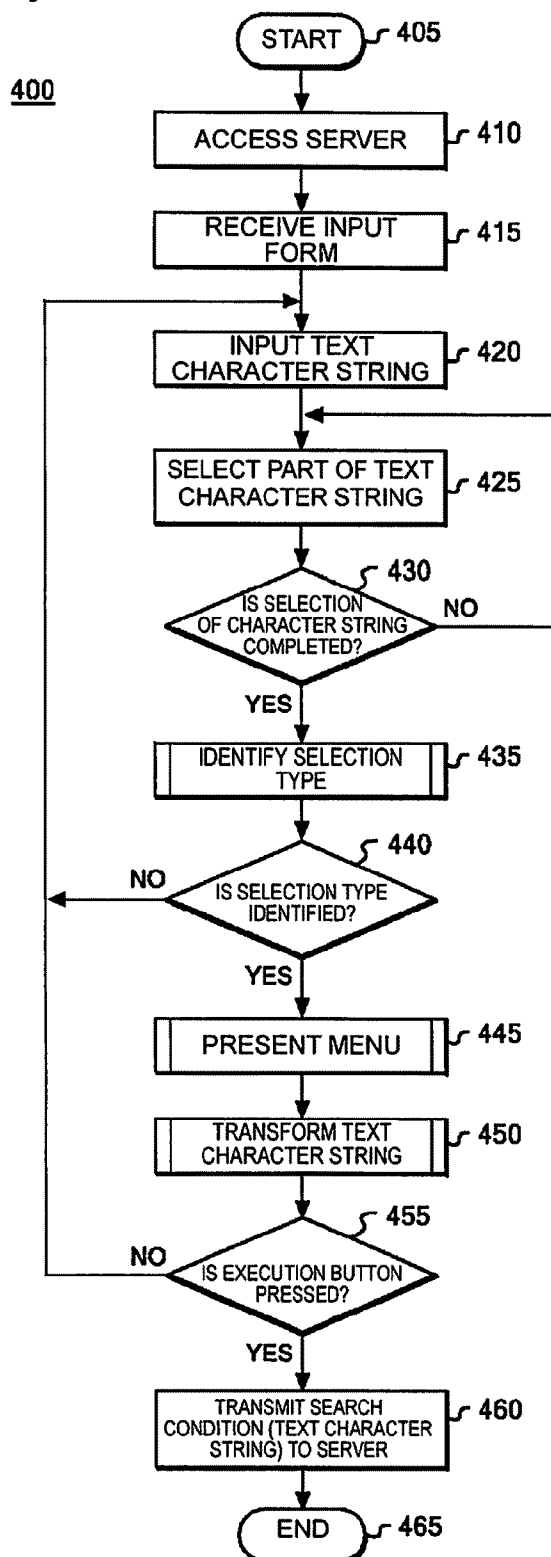 START
405
400
ACCESS SERVER
410
RECEIVE INPUT
FORM
415
INPUT TEXT
CHARACTER STRING
420
SELECT PART OF TEXT
CHARACTER STRING
425
430
IS SELECTION
OF CHARACTER STRING
COMPLETED?
NO
YES
IDENTIFY SELECTION
TYPE
435
440
NO
IS SELECTION TYPE
IDENTIFIED?
YES
PRESENT MENU
445
TRANSFORM TEXT
CHARACTER STRING
450
455
NO
IS EXECUTION BUTTON
PRESSED?
YES
TRANSMIT SEARCH
CONDITION (TEXT CHARACTER
STRING) TO SERVER
460
END
465